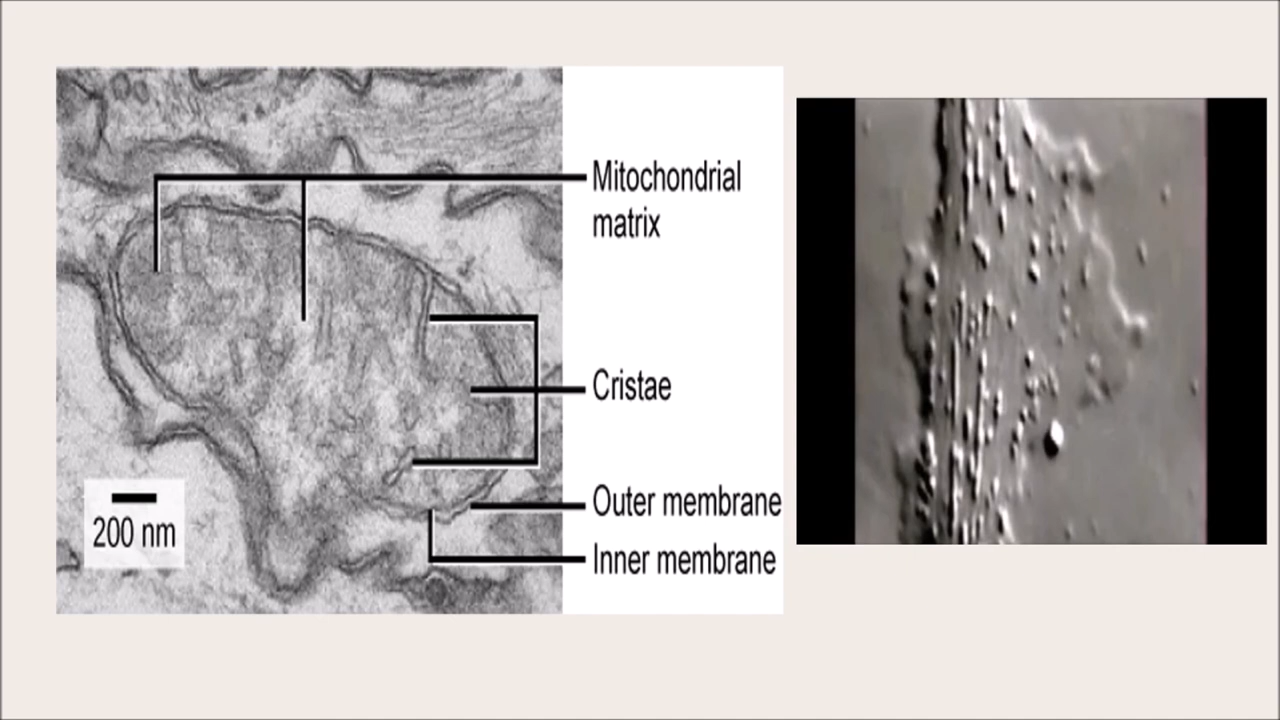 Mitochondrial
matrix
Cristae
Outer membrane
200 nm
Inner membrane